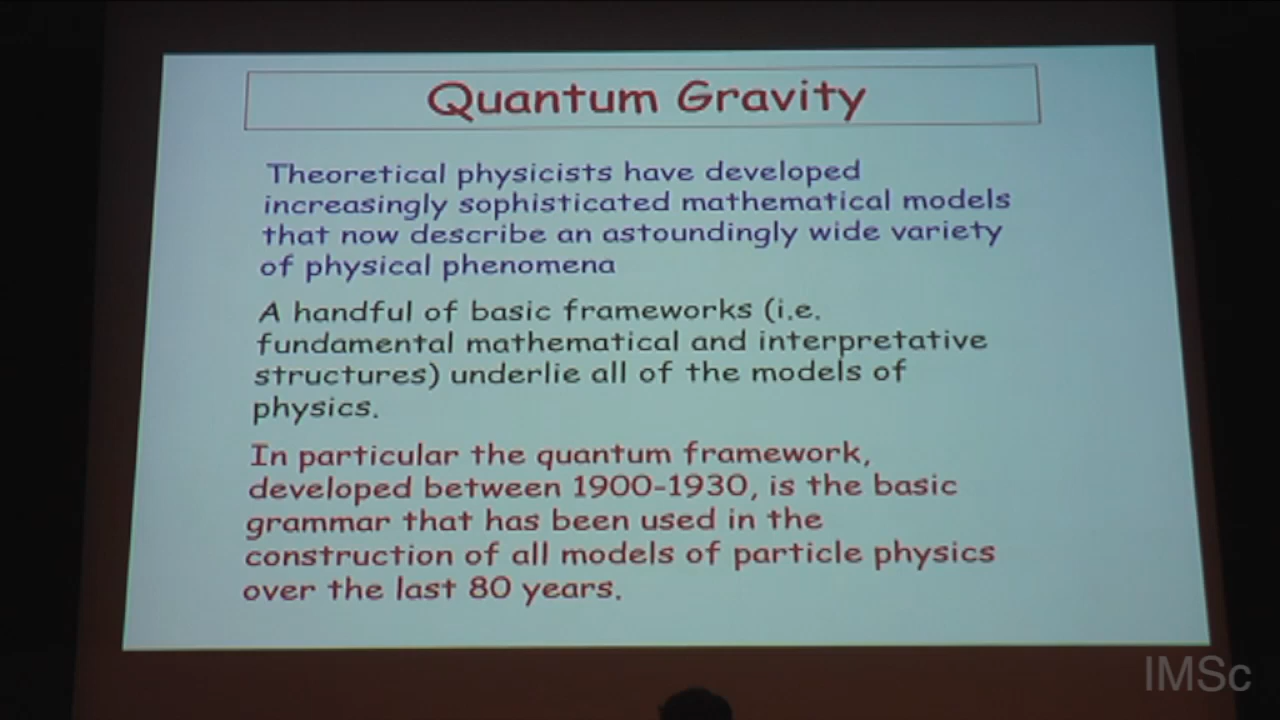 Quantum Gravity
Theoretical physicists have developed
increasingly sophisticated mathematical models
that now describe an astoundingly wide variety
of physical phenomena
A handful of basic frameworks (i.e.
fundamental mathematical and interpretative
structures) underlie all of the models of
physics.
In particular the quantum framework,
developed between 1900-1930, is the basic
grammar that has been used in the
construction of all models of particle physics
over the last 80 years.
IMSc